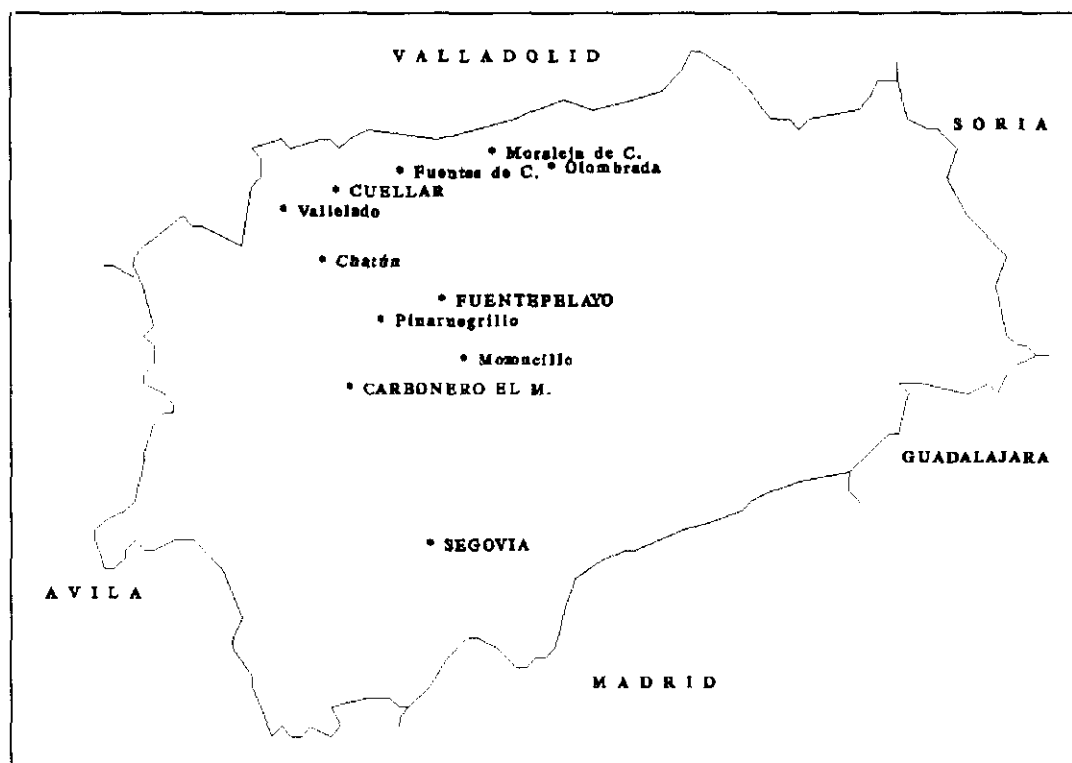 VALLADOLID
SORIA
Moraleja de C.
Olombrada
Fuentes de C.
CUELLAR
Vallelado
Chatún
FUENTEPELAYO
Pinarnegrillo
Mozoncillo
CARBONERO EL M.
GUADALAJARA
SEGOVIA
AVILA
MADRID